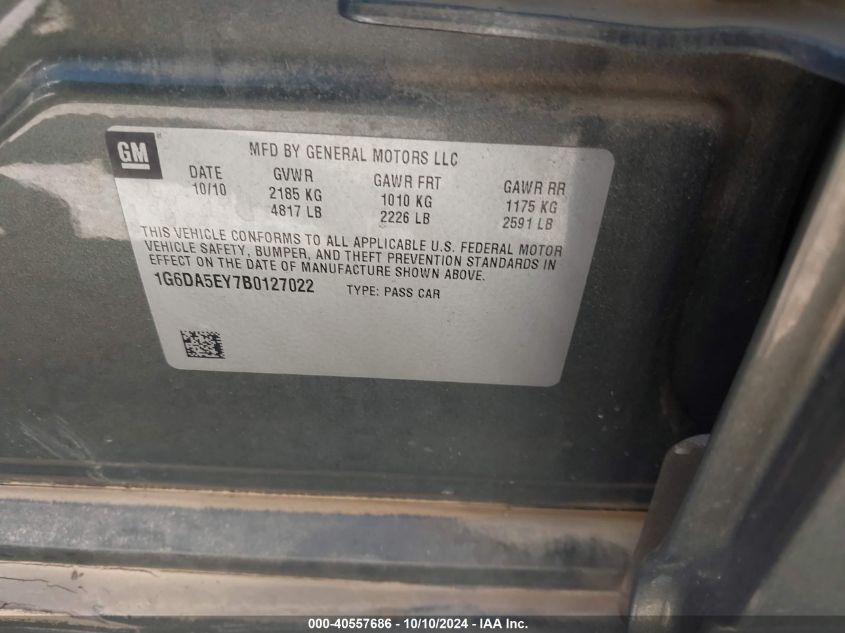 GM
MFD BY GENERAL MOTORS LLC
DATE GVWR GAWR FRT GAWR RR
10/10 2185 KG 1010 KG 1175 KG
4817 LB 2226 LB 2591 LB
THIS VEHICLE CONFORMS TO ALL APPLICABLE U.S. FEDERAL MOTOR
VEHICLE SAFETY, BUMPER, AND THEFT PREVENTION STANDARDS IN
EFFECT ON THE DATE OF MANUFACTURE SHOWN ABOVE.
1G6DA5EY7B0127022 TYPE: PASS CAR
000-40557686 - 10/10/2024 - IAA Inc.